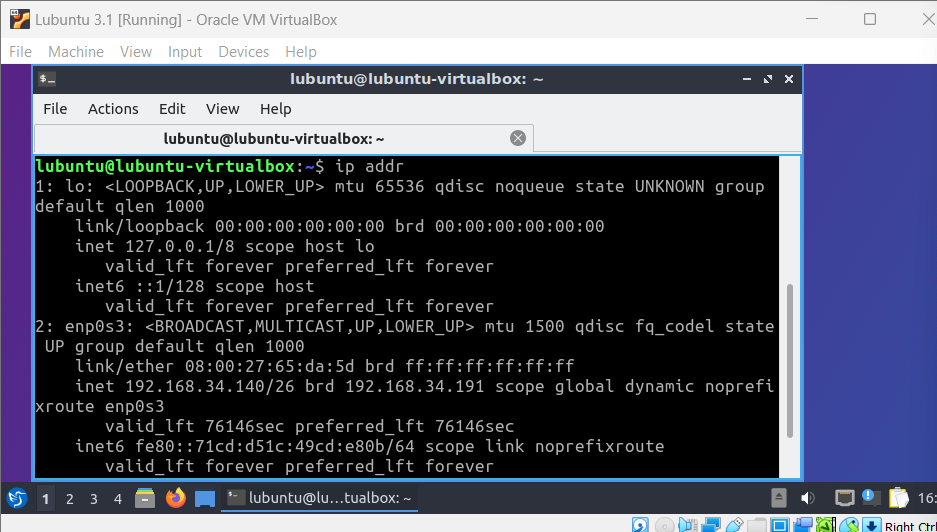 Lubuntu 3.1 [Running] - Oracle VM VirtualBox
File Machine View Input Devices Help
lubuntu@lubuntu-virtualbox: ~
File Actions Edit View Help
lubuntu@lubuntu-virtualbox: ~
lubuntu@lubuntu-virtualbox:~$ ip addr
1: lo: <LOOPBACK,UP,LOWER_UP> mtu 65536 qdisc noqueue state UNKNOWN group
default qlen 1000
link/loopback 00:00:00:00:00:00 brd 00:00:00:00:00:00
inet 127.0.0.1/8 scope host lo
valid_lft forever preferred_lft forever
inet6 ::1/128 scope host
valid_lft forever preferred_lft forever
2: enp0s3: <BROADCAST,MULTICAST,UP,LOWER_UP> mtu 1500 qdisc fq_codel state
UP group default qlen 1000
link/ether 08:00:27:65:da:5d brd ff:ff:ff:ff:ff:ff
inet 192.168.34.140/26 brd 192.168.34.191 scope global dynamic noprefi
xroute enp0s3
valid_lft 76146sec preferred_lft 76146sec
inet6 fe80::71cd:d51c:49cd:e80b/64 scope link noprefixroute
valid_lft forever preferred_lft forever
1 2 3 4 $_ lubuntu@lu...tualbox: ~ 16:
Right Ctrl